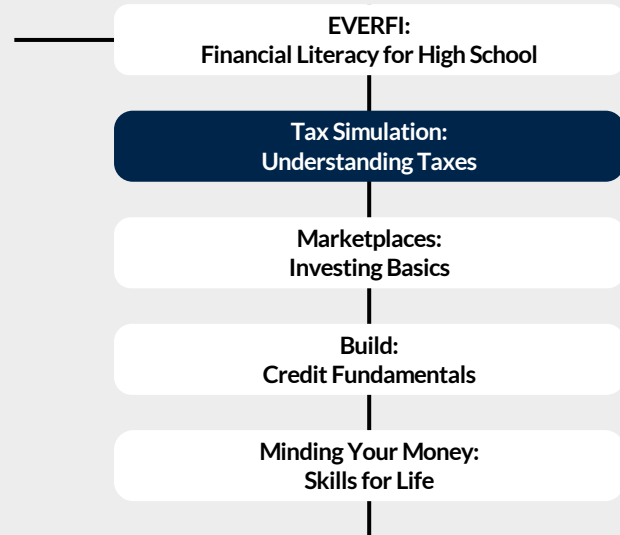 EVERFI:
Financial Literacy for High School
Tax Simulation:
Understanding Taxes
Marketplaces:
Investing Basics
Build:
Credit Fundamentals
Minding Your Money:
Skills for Life